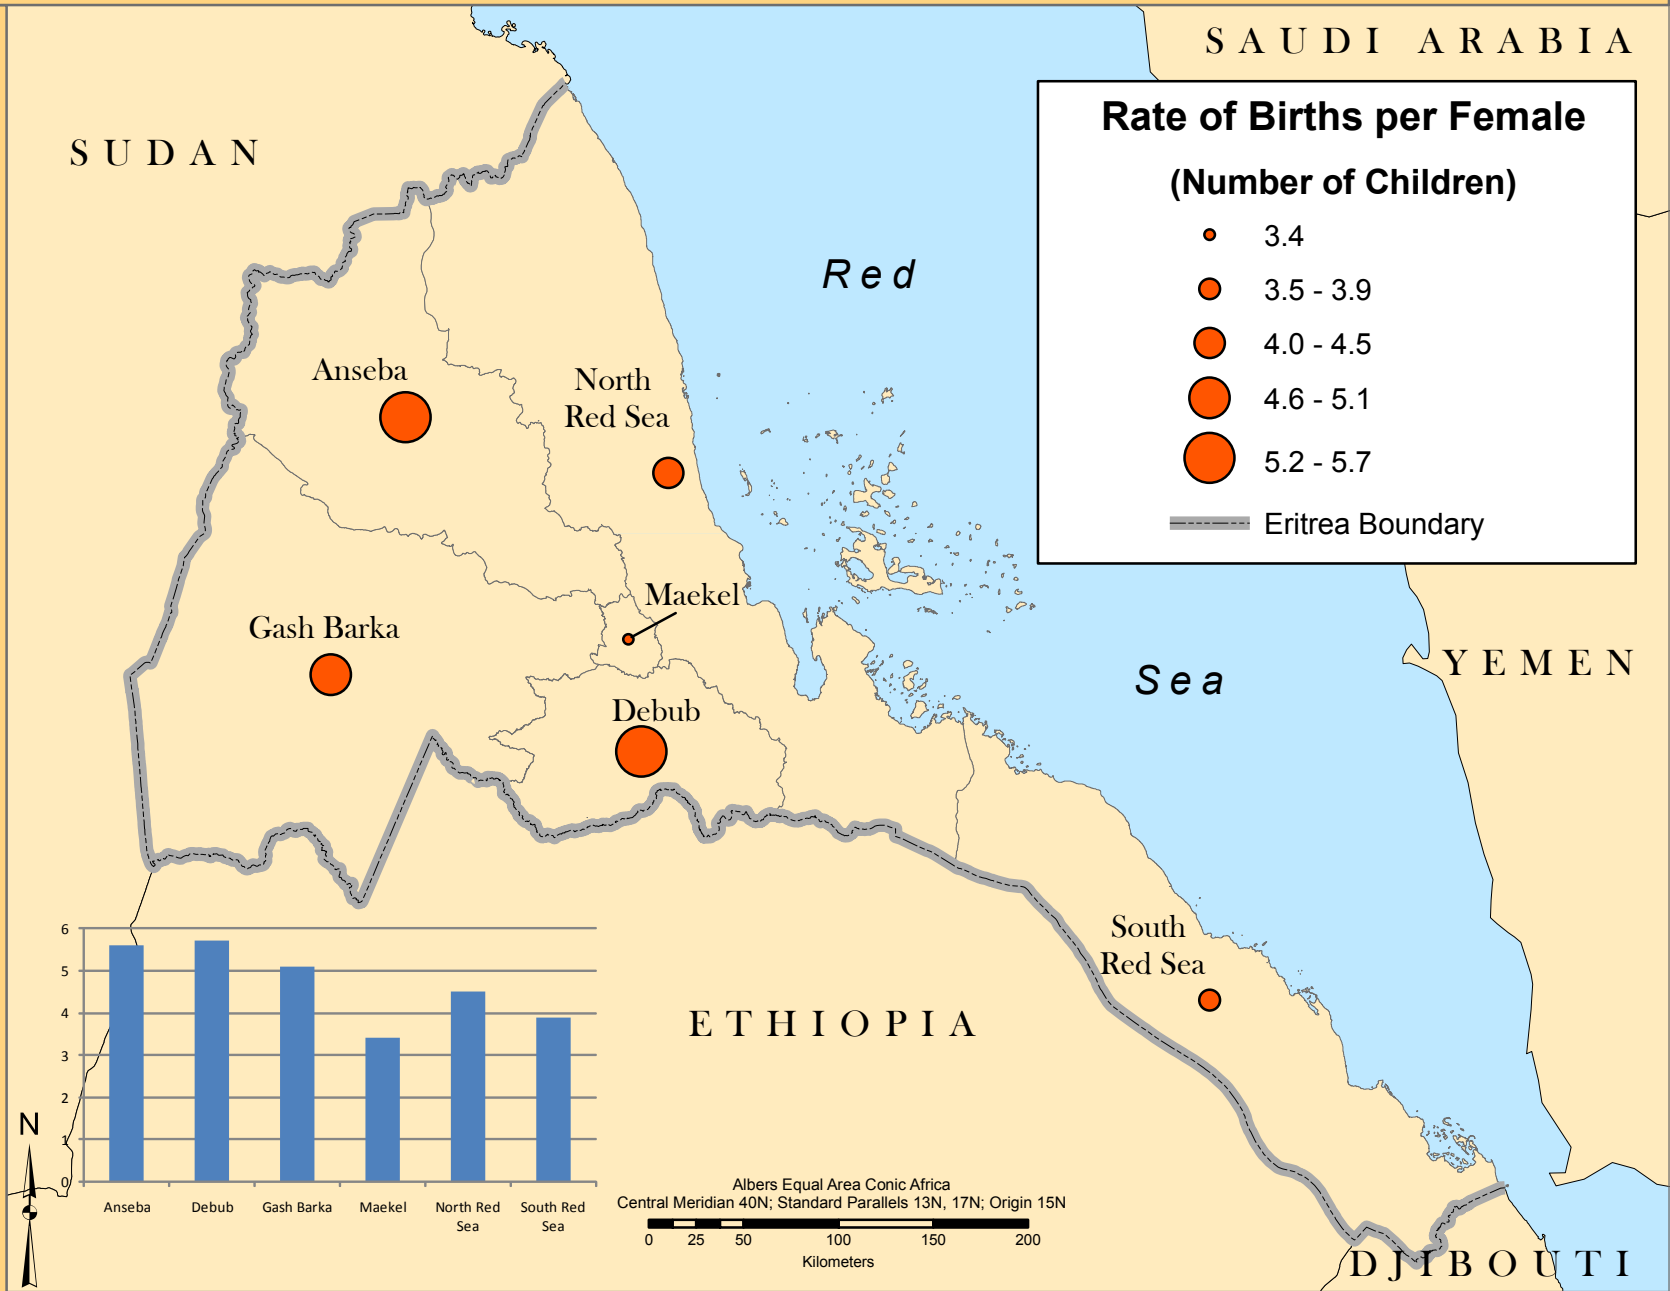 SAUDI ARABIA
Rate of Births per Female
(Number of Children)
3.4
3.5 - 3.9
4.0 - 4.5
4.6 - 5.1
5.2 - 5.7
Eritrea Boundary
SUDAN
Red
Anseba
North
Red Sea
Maekel
Gash Barka
Sea
YEMEN
Debub
South
Red Sea
ETHIOPIA
6
5
4
3
2
1
0
Anseba
Debub
Gash Barka
Maekel
North Red
Sea
South Red
Sea
N
Albers Equal Area Conic Africa
Central Meridian 40N; Standard Parallels 13N, 17N; Origin 15N
0 25 50 100 150 200
Kilometers
DJIBOUTI